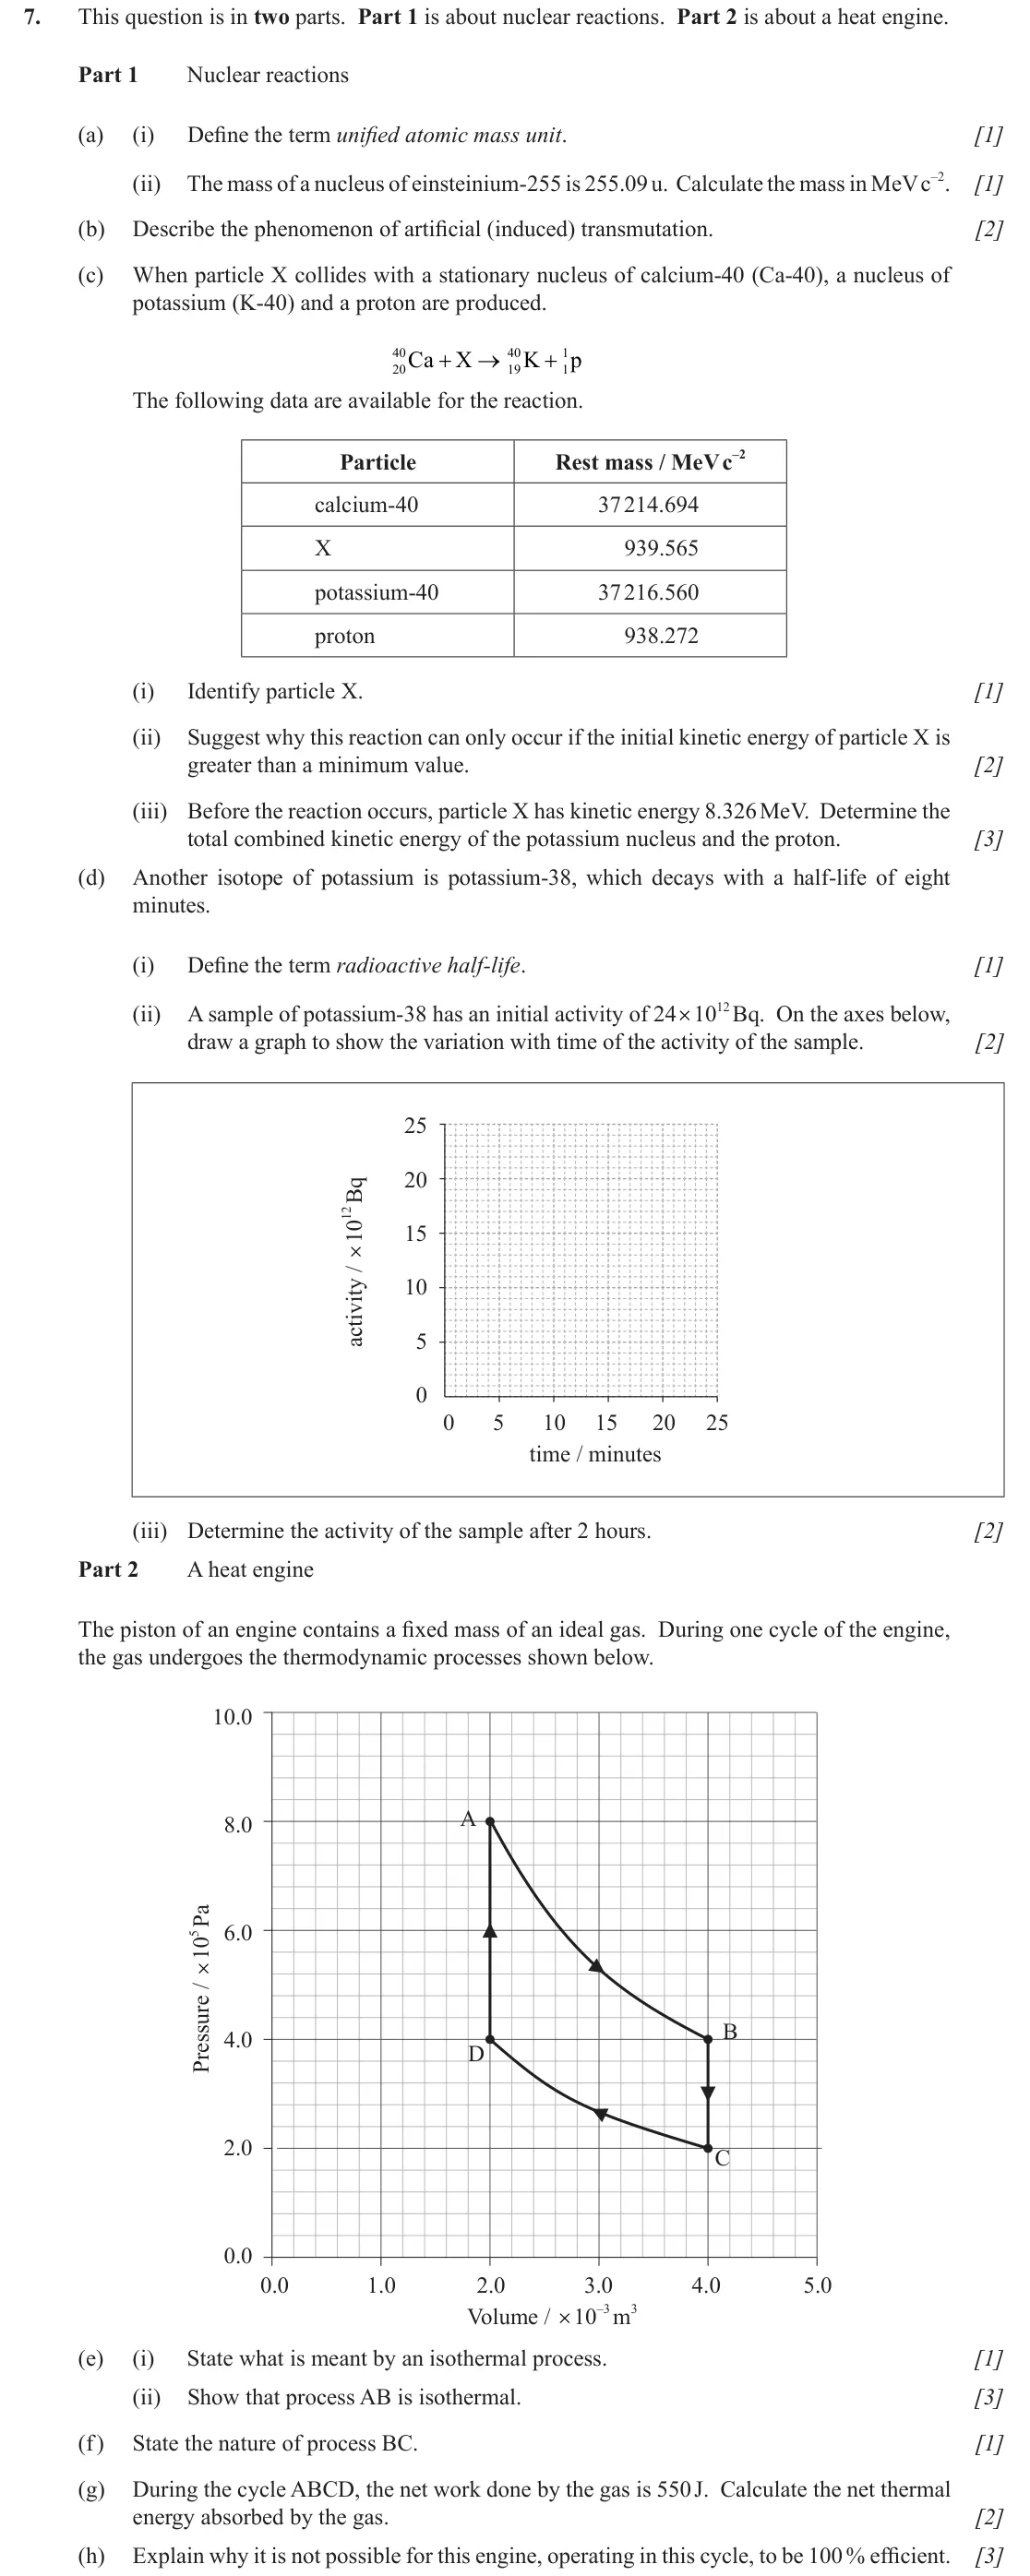 7. This question is in two parts. Part 1 is about nuclear reactions. Part 2 is about a heat engine.
Part 1 Nuclear reactions
(a) (i) Define the term unified atomic mass unit. [1]
(ii) The mass of a nucleus of einsteinium-255 is 255.09 u. Calculate the mass in MeV c⁻². [1]
(b) Describe the phenomenon of artificial (induced) transmutation. [2]
(c) When particle X collides with a stationary nucleus of calcium-40 (Ca-40), a nucleus of
potassium (K-40) and a proton are produced.
⁴⁰₂₀Ca + X → ⁴⁰₁₉K + ¹₁p
The following data are available for the reaction.
Particle Rest mass / MeV c⁻²
calcium-40 37 214.694
X 939.565
potassium-40 37 216.560
proton 938.272
(i) Identify particle X. [1]
(ii) Suggest why this reaction can only occur if the initial kinetic energy of particle X is
greater than a minimum value. [2]
(iii) Before the reaction occurs, particle X has kinetic energy 8.326 MeV. Determine the
total combined kinetic energy of the potassium nucleus and the proton. [3]
(d) Another isotope of potassium is potassium-38, which decays with a half-life of eight
minutes.
(i) Define the term radioactive half-life. [1]
(ii) A sample of potassium-38 has an initial activity of 24×10¹² Bq. On the axes below,
draw a graph to show the variation with time of the activity of the sample. [2]
25
20
15
10
5
0
activity / ×10¹² Bq
0 5 10 15 20 25
time / minutes
(iii) Determine the activity of the sample after 2 hours. [2]
Part 2 A heat engine
The piston of an engine contains a fixed mass of an ideal gas. During one cycle of the engine,
the gas undergoes the thermodynamic processes shown below.
10.0
A
8.0
6.0
Pressure / ×10⁵ Pa
B
4.0
D
2.0
C
0.0
0.0 1.0 2.0 3.0 4.0 5.0
Volume / ×10⁻³ m³
(e) (i) State what is meant by an isothermal process. [1]
(ii) Show that process AB is isothermal. [3]
(f) State the nature of process BC. [1]
(g) During the cycle ABCD, the net work done by the gas is 550 J. Calculate the net thermal
energy absorbed by the gas. [2]
(h) Explain why it is not possible for this engine, operating in this cycle, to be 100 % efficient. [3]